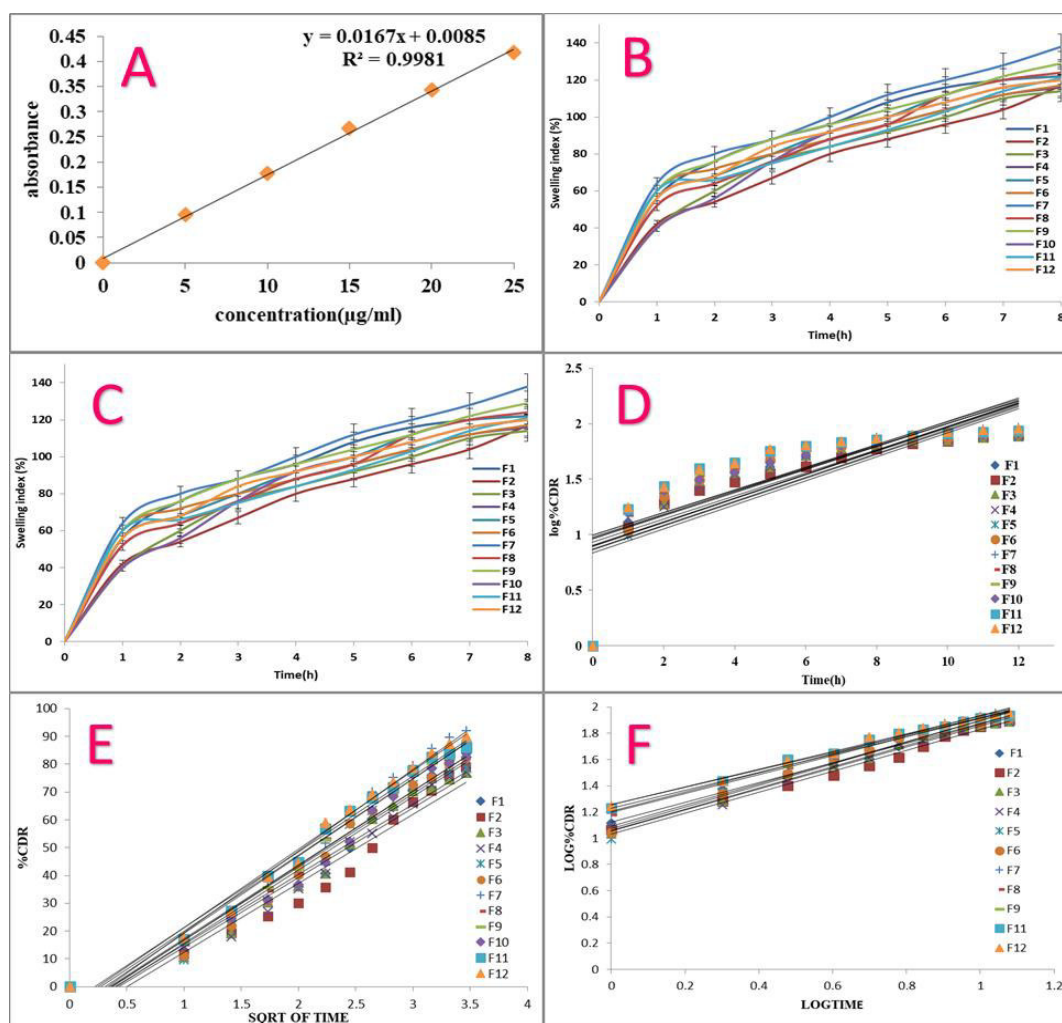 A
y = 0.0167x + 0.0085
R² = 0.9981
0.45
0.4
0.35
0.3
0.25
0.2
0.15
0.1
0.05
0
absorbance
0 5 10 15 20 25
concentration(µg/ml)
B
140
120
100
80
60
40
20
0
Swelling index (%)
F1
F2
F3
F4
F5
F6
F7
F8
F9
F10
F11
F12
0 1 2 3 4 5 6 7 8
Time(h)
C
140
120
100
80
60
40
20
0
Swelling index (%)
F1
F2
F3
F4
F5
F6
F7
F8
F9
F10
F11
F12
0 1 2 3 4 5 6 7 8
Time(h)
D
2.5
2
1.5
1
0.5
0
log%CDR
F1
F2
F3
F4
F5
F6
F7
F8
F9
F10
F11
F12
0 2 4 6 8 10 12
Time(h)
E
100
90
80
70
60
50
40
30
20
10
0
%CDR
F1
F2
F3
F4
F5
F6
F7
F8
F9
F10
F11
F12
0 0.5 1 1.5 2 2.5 3 3.5 4
SQRT OF TIME
F
2
1.8
1.6
1.4
1.2
1
0.8
0.6
0.4
0.2
0
LOG%CDR
F1
F2
F3
F4
F5
F6
F7
F8
F9
F11
F12
0 0.2 0.4 0.6 0.8 1 1.2
LOGTIME